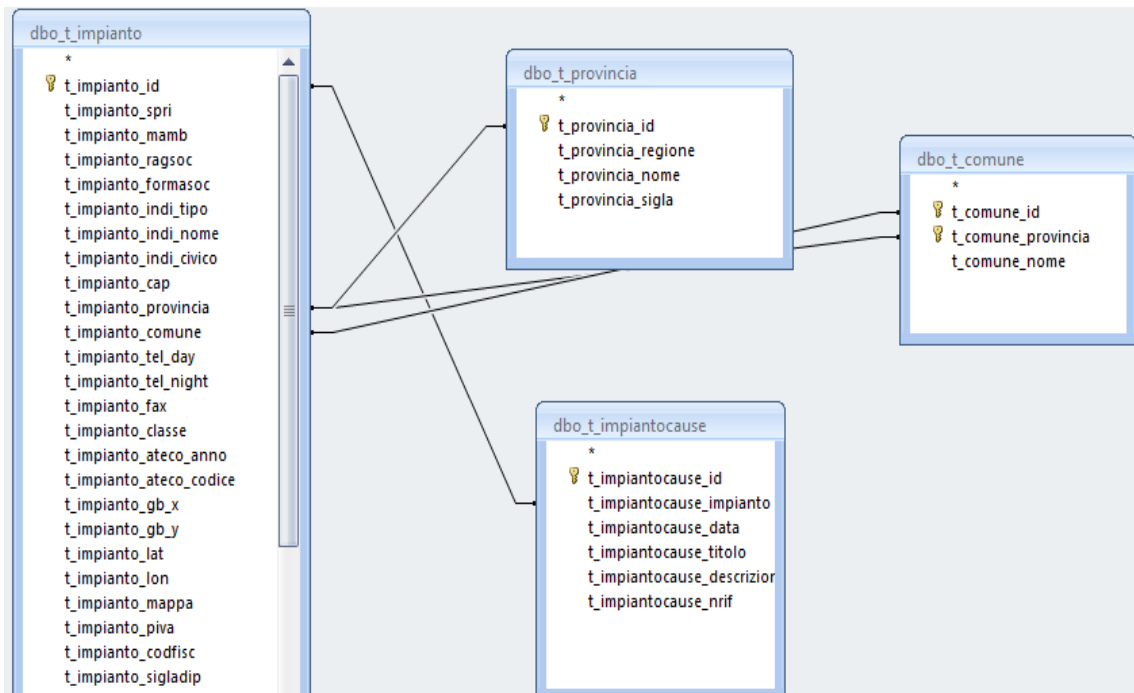 dbo_t_impianto
*
t_impianto_id
t_impianto_spri
t_impianto_mamb
t_impianto_ragsoc
t_impianto_formasoc
t_impianto_indi_tipo
t_impianto_indi_nome
t_impianto_indi_civico
t_impianto_cap
t_impianto_provincia
t_impianto_comune
t_impianto_tel_day
t_impianto_tel_night
t_impianto_fax
t_impianto_classe
t_impianto_ateco_anno
t_impianto_ateco_codice
t_impianto_gb_x
t_impianto_gb_y
t_impianto_lat
t_impianto_lon
t_impianto_mappa
t_impianto_piva
t_impianto_codfisc
t_impianto_sigladip
dbo_t_provincia
*
t_provincia_id
t_provincia_regione
t_provincia_nome
t_provincia_sigla
dbo_t_comune
*
t_comune_id
t_comune_provincia
t_comune_nome
dbo_t_impiantocause
*
t_impiantocause_id
t_impiantocause_impianto
t_impiantocause_data
t_impiantocause_titolo
t_impiantocause_descrizior
t_impiantocause_nrif